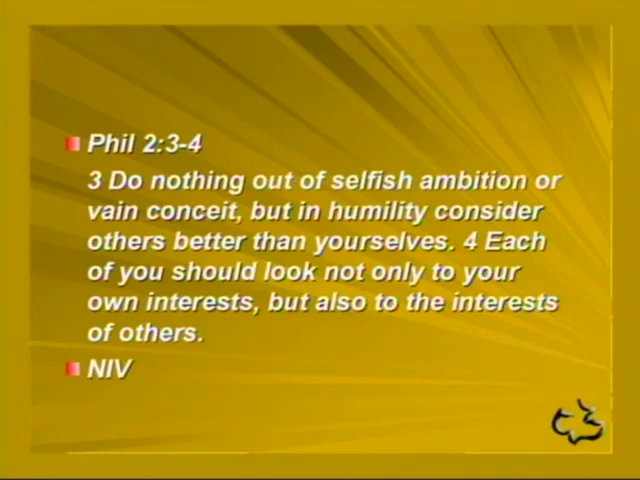 Phil 2:3-4
3 Do nothing out of selfish ambition or
vain conceit, but in humility consider
others better than yourselves. 4 Each
of you should look not only to your
own interests, but also to the interests
of others.
NIV